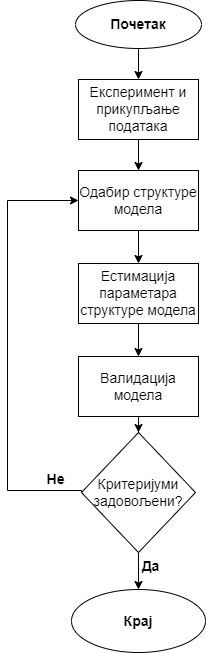 Почетак
Експеримент и
прикупљање
података
Одабир структуре
модела
Естимација
параметара
структуре модела
Валидација
модела
Не
Критеријуми
задовољени?
Да
Крај